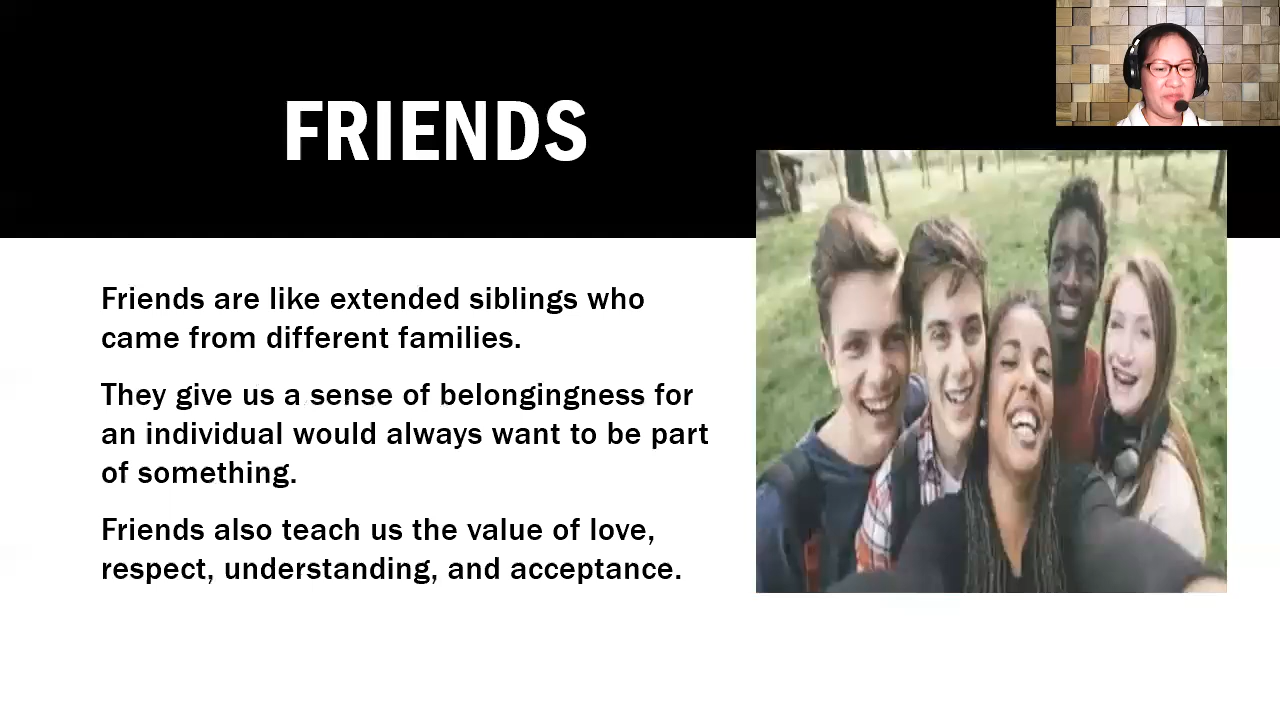 FRIENDS
Friends are like extended siblings who
came from different families.
They give us a sense of belongingness for
an individual would always want to be part
of something.
Friends also teach us the value of love,
respect, understanding, and acceptance.